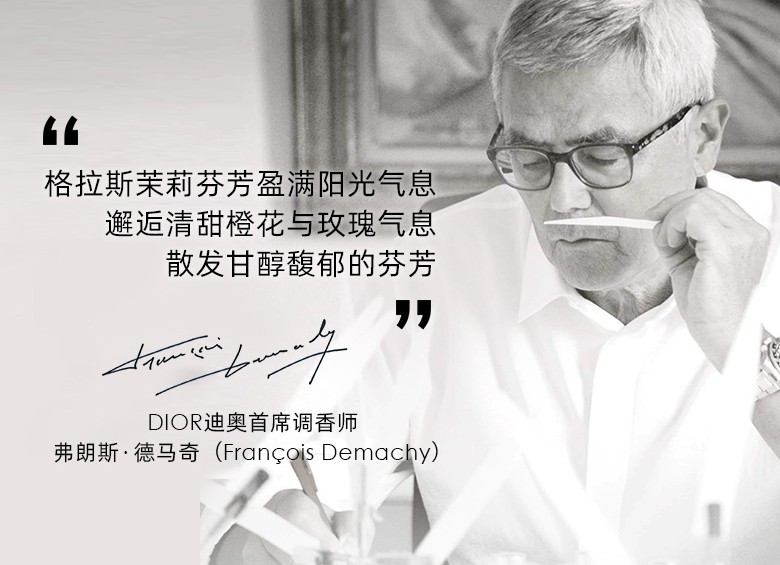 “
格拉斯茉莉芬芳盈满阳光气息
邂逅清甜橙花与玫瑰气息
散发甘醇馥郁的芬芳
”
François Demachy
DIOR迪奥首席调香师
弗朗斯·德马奇（François Demachy）